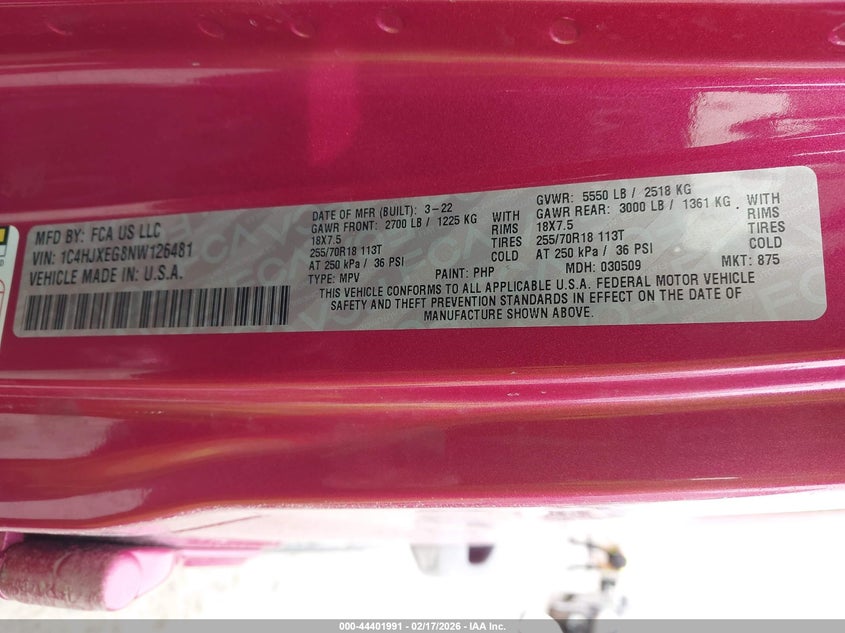 MFD BY: FCA US LLC
VIN: 1C4HJXEG8NW126481
VEHICLE MADE IN U.S.A.
DATE OF MFR (BUILT): 3-22
GVWR: 5550 LB / 2518 KG
GAWR FRONT: 2700 LB / 1225 KG WITH
18X7.5 RIMS
255/70R18 113T
AT 250 kPa / 36 PSI COLD
GAWR REAR: 3000 LB / 1361 KG WITH
18X7.5 RIMS
255/70R18 113T
AT 250 kPa / 36 PSI COLD
TYPE: MPV PAINT: PHP MDH: 030509 MKT: 875
THIS VEHICLE CONFORMS TO ALL APPLICABLE U.S.A. FEDERAL MOTOR VEHICLE
SAFETY AND THEFT PREVENTION STANDARDS IN EFFECT ON THE DATE OF
MANUFACTURE SHOWN ABOVE.
000-44401991 - 02/17/2026 - IAA Inc.